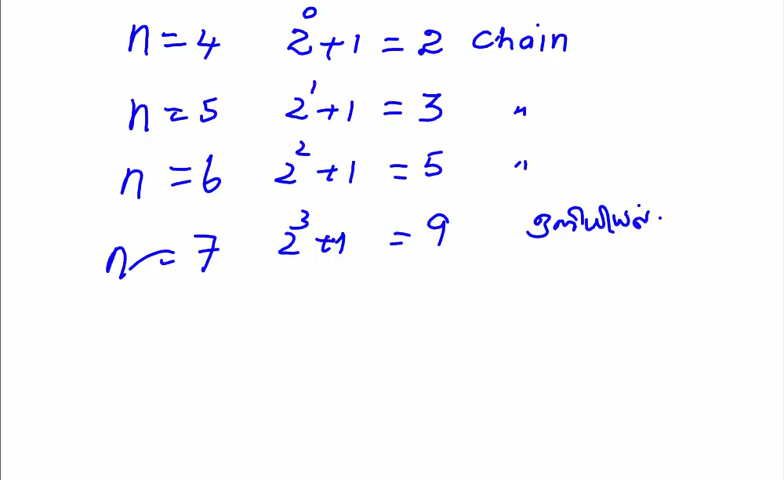 n = 4 2⁰+1 = 2 chain
n = 5 2¹+1 = 3 "
n = 6 2²+1 = 5 "
n = 7 2³+1 = 9